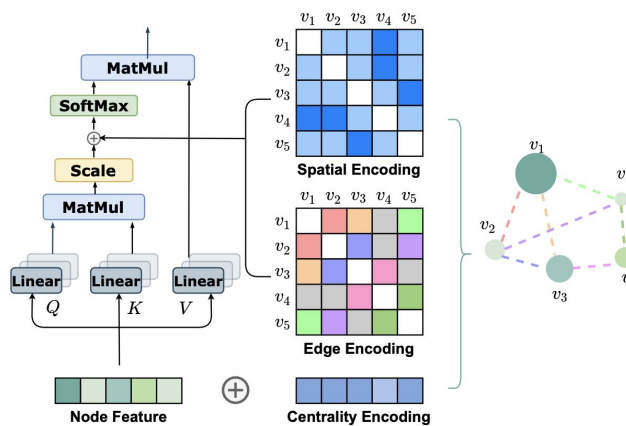 v1 v2 v3 v4 v5
v1
v2
v3
v4
v5
Spatial Encoding
MatMul
SoftMax
Scale
MatMul
Linear
Linear
Linear
Q
K
V
v1 v2 v3 v4 v5
v1
v2
v3
v4
v5
Edge Encoding
Node Feature
Centrality Encoding
v1
v2
v3
v